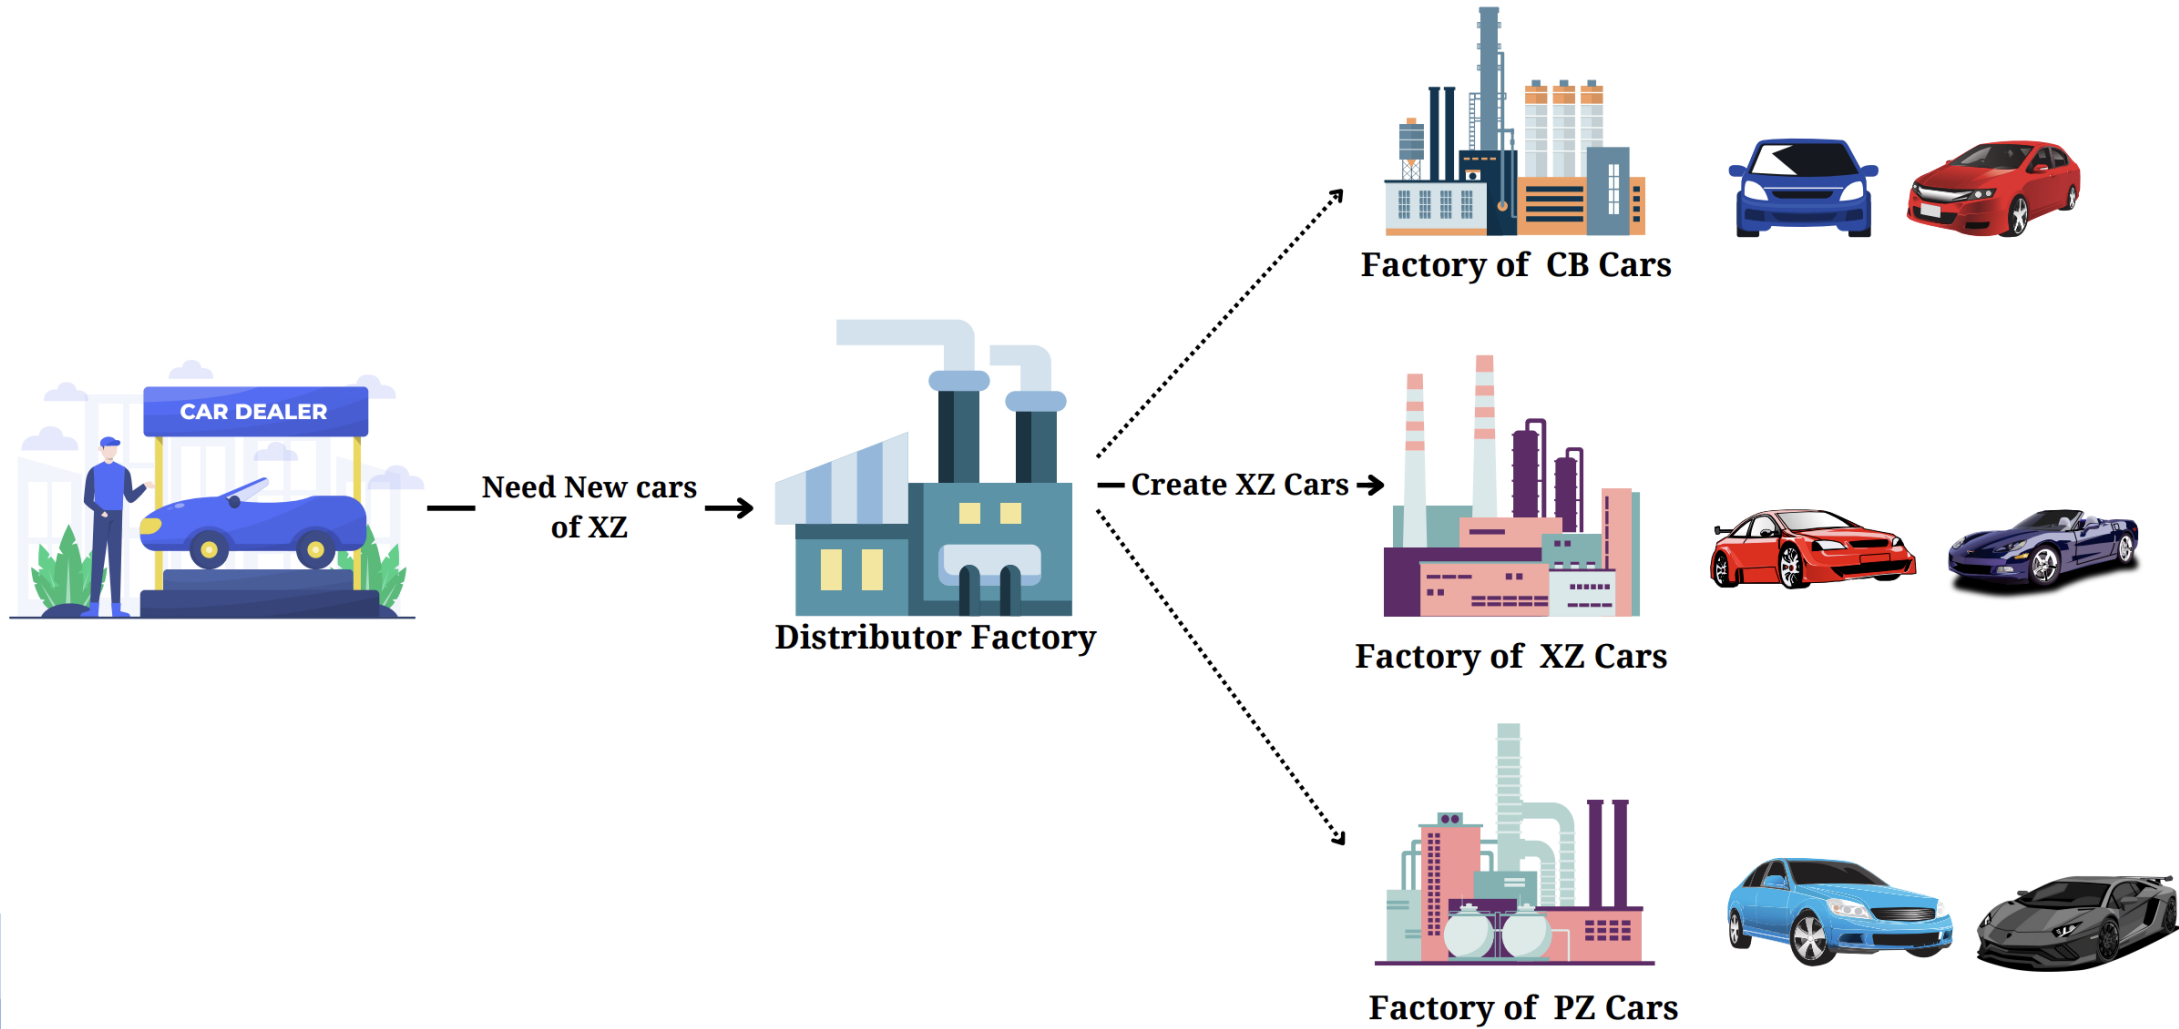 CAR DEALER
Need New cars
of XZ
Distributor Factory
Create XZ Cars
Factory of CB Cars
Factory of XZ Cars
Factory of PZ Cars